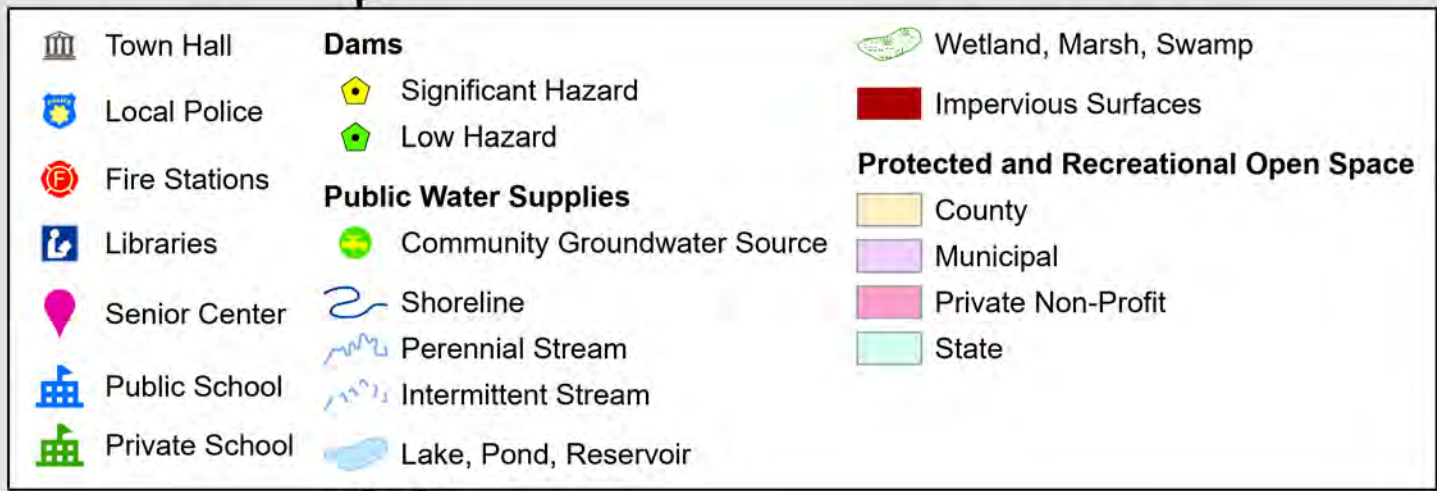 Town Hall
Local Police
Fire Stations
Libraries
Senior Center
Public School
Private School
Dams
Significant Hazard
Low Hazard
Public Water Supplies
Community Groundwater Source
Shoreline
Perennial Stream
Intermittent Stream
Lake, Pond, Reservoir
Wetland, Marsh, Swamp
Impervious Surfaces
Protected and Recreational Open Space
County
Municipal
Private Non-Profit
State